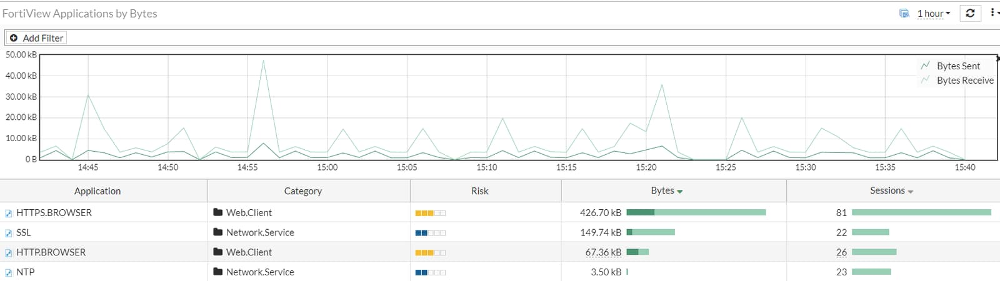 FortiView Applications by Bytes
1 hour
Add Filter
50.00 kB
40.00 kB
30.00 kB
20.00 kB
10.00 kB
0 B
Bytes Sent
Bytes Receive
14:45 14:50 14:55 15:00 15:05 15:10 15:15 15:20 15:25 15:30 15:35 15:40
Application Category Risk Bytes Sessions
HTTPS.BROWSER Web.Client 426.70 kB 81
SSL Network.Service 149.74 kB 22
HTTP.BROWSER Web.Client 67.36 kB 26
NTP Network.Service 3.50 kB 23